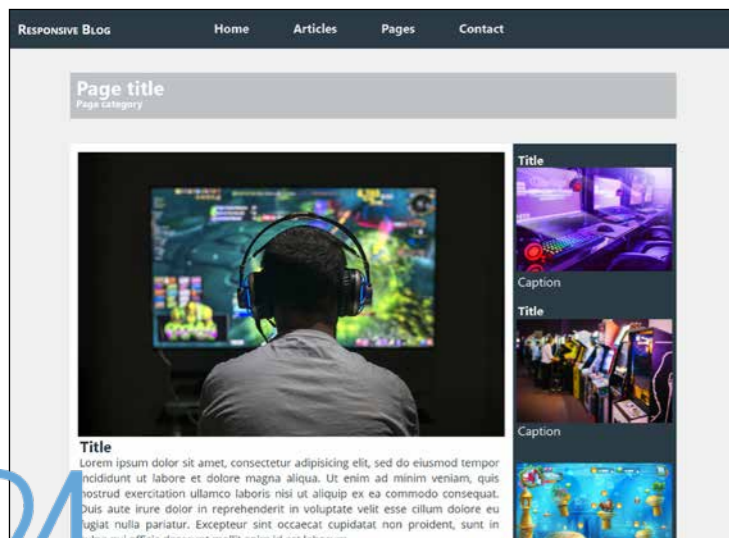 RESPONSIVE BLOG Home Articles Pages Contact
Page title
Page category
Title
Caption
Title
Caption
Title
Lorem ipsum dolor sit amet, consectetur adipisicing elit, sed do eiusmod tempor
incididunt ut labore et dolore magna aliqua. Ut enim ad minim veniam, quis
nostrud exercitation ullamco laboris nisi ut aliquip ex ea commodo consequat.
Duis aute irure dolor in reprehenderit in voluptate velit esse cillum dolore eu
fugiat nulla pariatur. Excepteur sint occaecat cupidatat non proident, sunt in